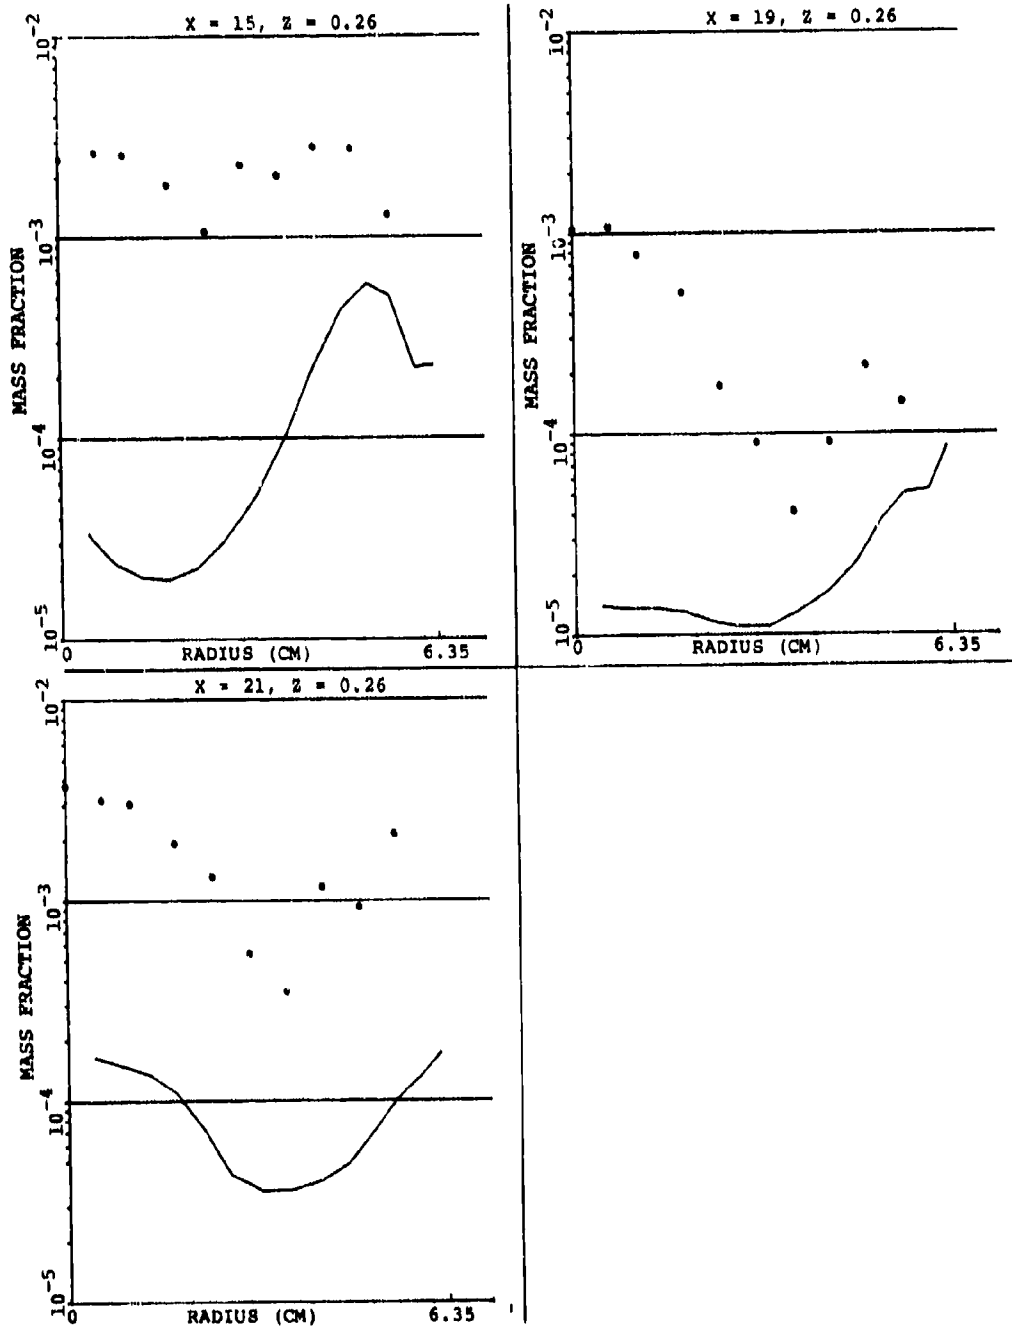 X = 15, Z = 0.26
10-2
10-3
10-4
10-5
MASS FRACTION
0
RADIUS (CM)
6.35
X = 19, Z = 0.26
10-2
10-3
10-4
10-5
MASS FRACTION
0
RADIUS (CM)
6.35
X = 21, Z = 0.26
10-2
10-3
10-4
10-5
MASS FRACTION
0
RADIUS (CM)
6.35